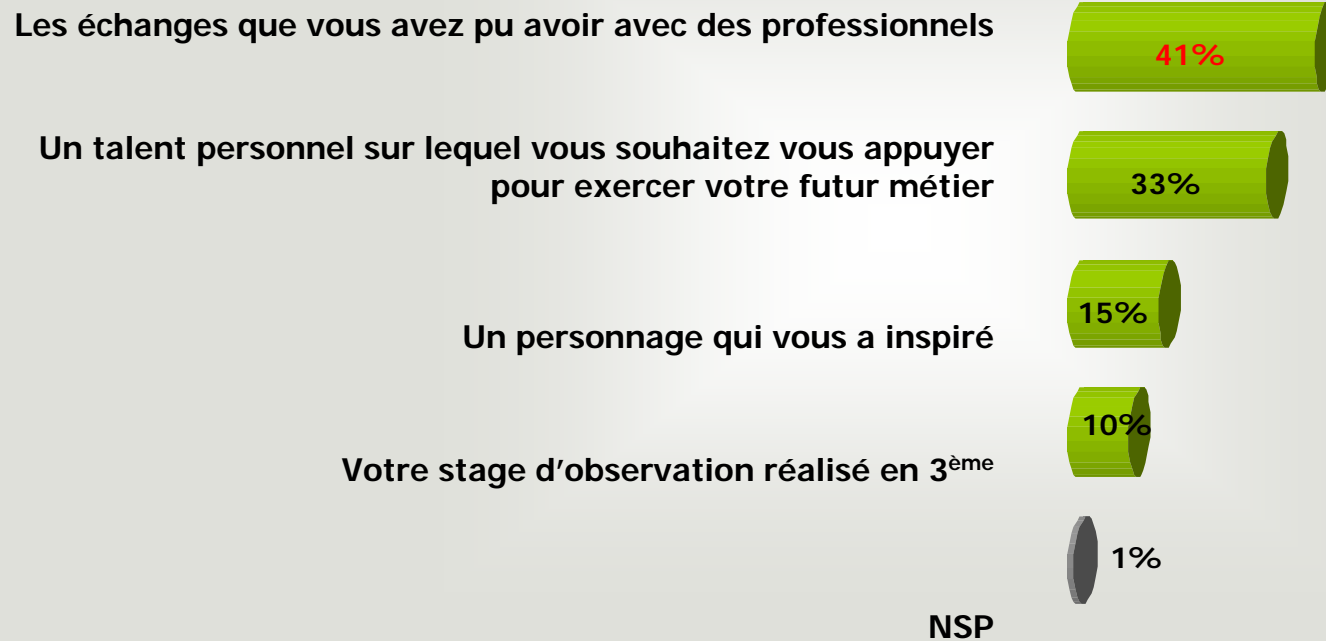 Les échanges que vous avez pu avoir avec des professionnels
41%
Un talent personnel sur lequel vous souhaitez vous appuyer
pour exercer votre futur métier
33%
Un personnage qui vous a inspiré
15%
Votre stage d’observation réalisé en 3ème
10%
NSP
1%